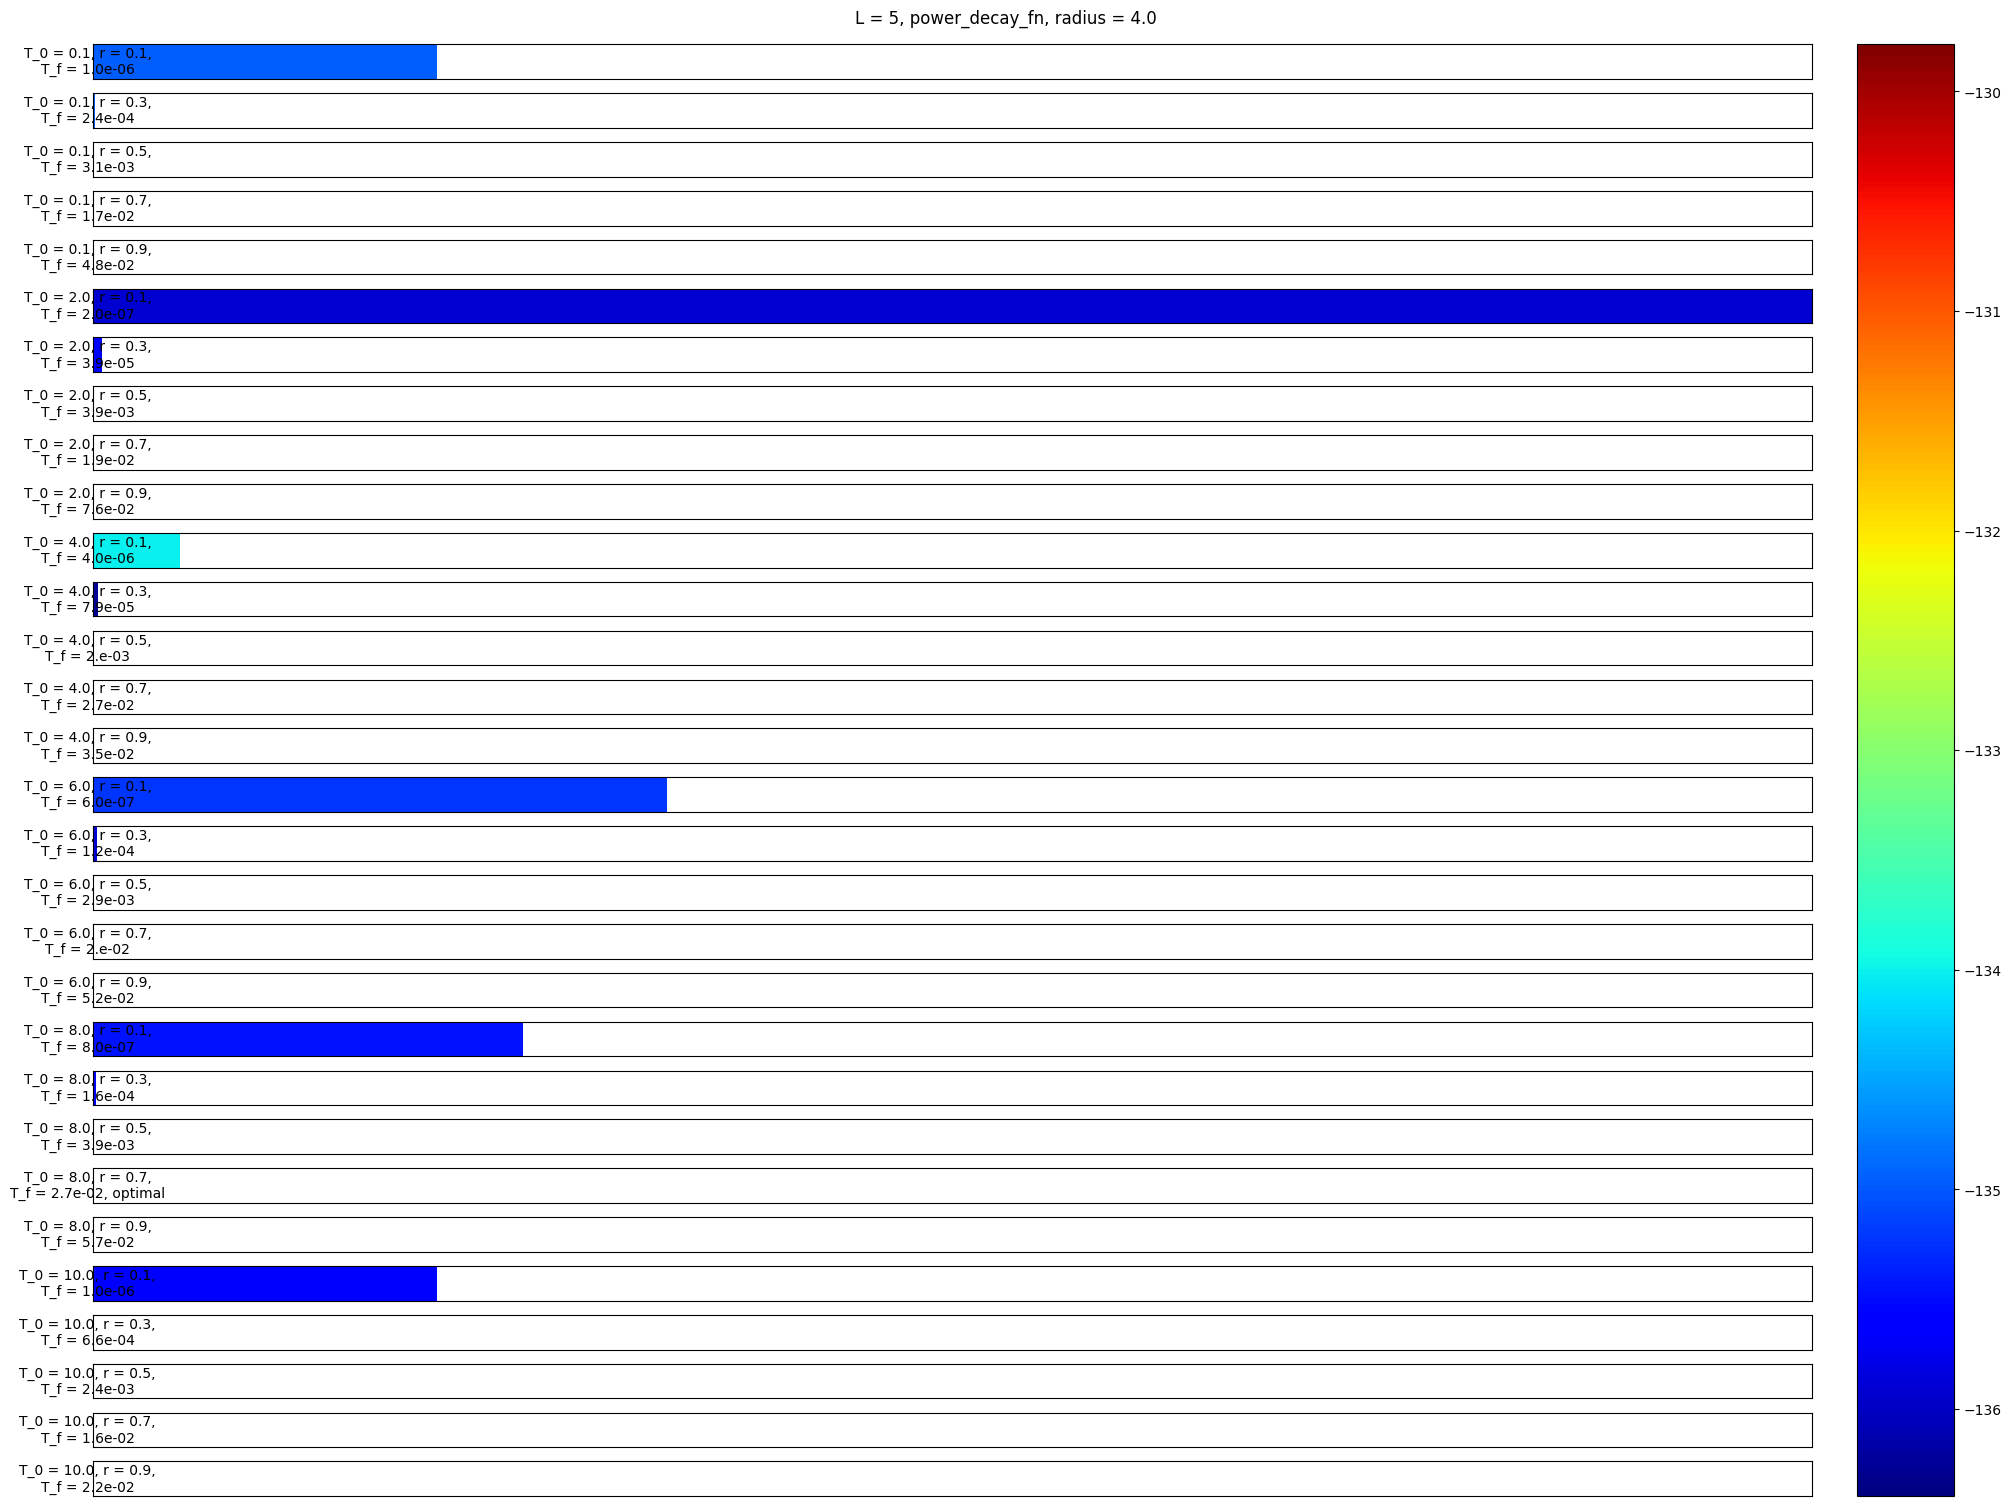 L = 5, power_decay_fn, radius = 4.0
T_0 = 0.1, r = 0.1,
T_f = 1.0e-06
T_0 = 0.1, r = 0.3,
T_f = 2.4e-04
T_0 = 0.1, r = 0.5,
T_f = 3.1e-03
T_0 = 0.1, r = 0.7,
T_f = 1.7e-02
T_0 = 0.1, r = 0.9,
T_f = 4.8e-02
T_0 = 2.0, r = 0.1,
T_f = 2.0e-07
T_0 = 2.0, r = 0.3,
T_f = 3.9e-05
T_0 = 2.0, r = 0.5,
T_f = 3.9e-03
T_0 = 2.0, r = 0.7,
T_f = 1.9e-02
T_0 = 2.0, r = 0.9,
T_f = 7.6e-02
T_0 = 4.0, r = 0.1,
T_f = 4.0e-06
T_0 = 4.0, r = 0.3,
T_f = 7.9e-05
T_0 = 4.0, r = 0.5,
T_f = 2.e-03
T_0 = 4.0, r = 0.7,
T_f = 2.7e-02
T_0 = 4.0, r = 0.9,
T_f = 3.5e-02
T_0 = 6.0, r = 0.1,
T_f = 6.0e-07
T_0 = 6.0, r = 0.3,
T_f = 1.2e-04
T_0 = 6.0, r = 0.5,
T_f = 2.9e-03
T_0 = 6.0, r = 0.7,
T_f = 2.e-02
T_0 = 6.0, r = 0.9,
T_f = 5.2e-02
T_0 = 8.0, r = 0.1,
T_f = 8.0e-07
T_0 = 8.0, r = 0.3,
T_f = 1.6e-04
T_0 = 8.0, r = 0.5,
T_f = 3.9e-03
T_0 = 8.0, r = 0.7,
T_f = 2.7e-02, optimal
T_0 = 8.0, r = 0.9,
T_f = 5.7e-02
T_0 = 10.0, r = 0.1,
T_f = 1.0e-06
T_0 = 10.0, r = 0.3,
T_f = 6.6e-04
T_0 = 10.0, r = 0.5,
T_f = 2.4e-03
T_0 = 10.0, r = 0.7,
T_f = 1.6e-02
T_0 = 10.0, r = 0.9,
T_f = 2.2e-02
−130
−131
−132
−133
−134
−135
−136